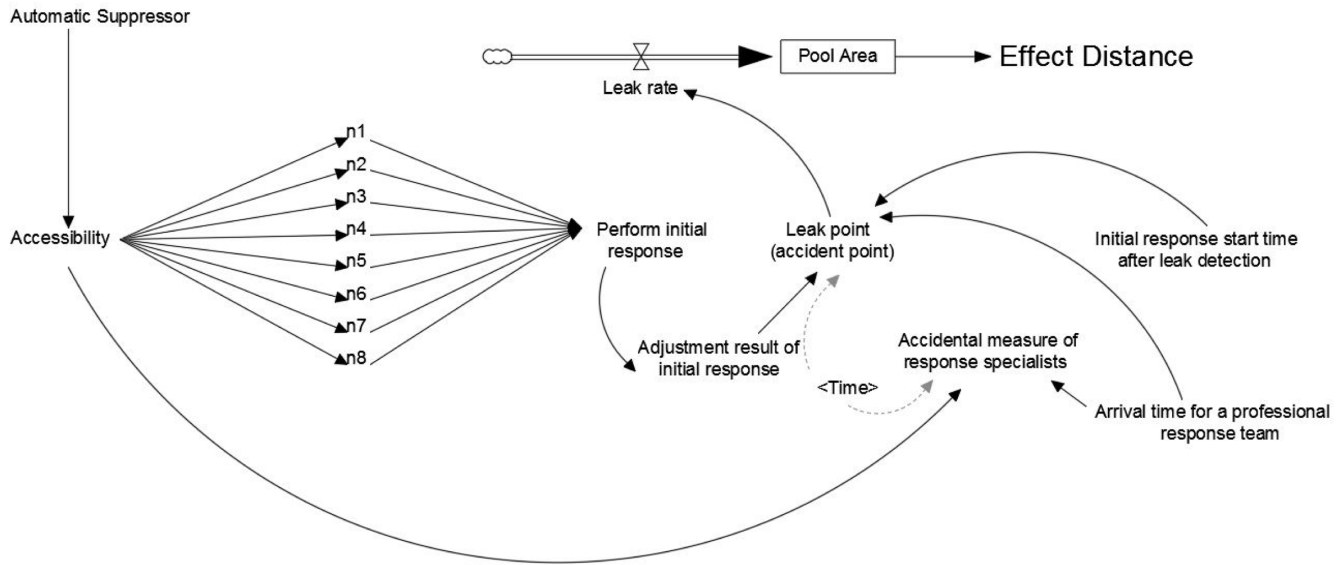 Automatic Suppressor
Pool Area
Effect Distance
Leak rate
n1
n2
n3
n4
n5
n6
n7
n8
Accessibility
Perform initial
response
Leak point
(accident point)
Initial response start time
after leak detection
Adjustment result of
initial response
Accidental measure of
response specialists
<Time>
Arrival time for a professional
response team